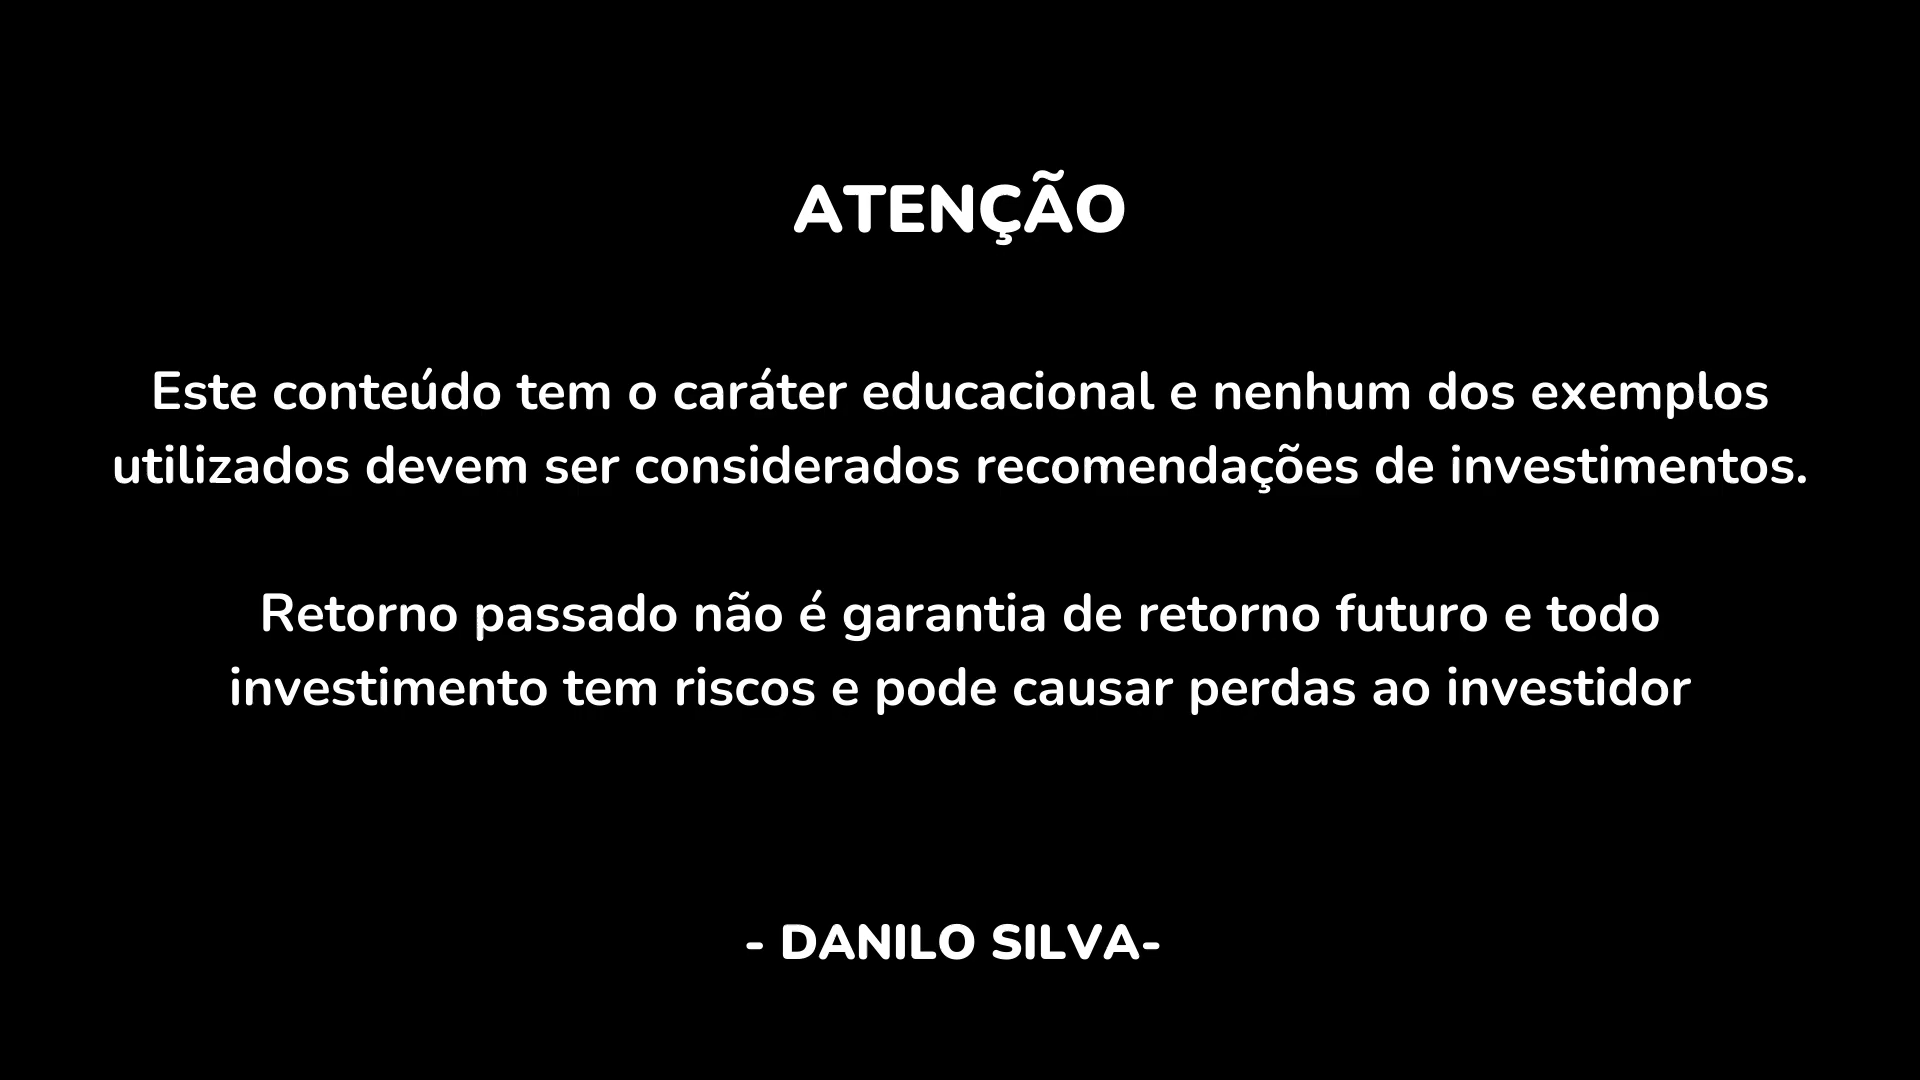 ATENÇÃO
Este conteúdo tem o caráter educacional e nenhum dos exemplos
utilizados devem ser considerados recomendações de investimentos.
Retorno passado não é garantia de retorno futuro e todo
investimento tem riscos e pode causar perdas ao investidor
- DANILO SILVA-